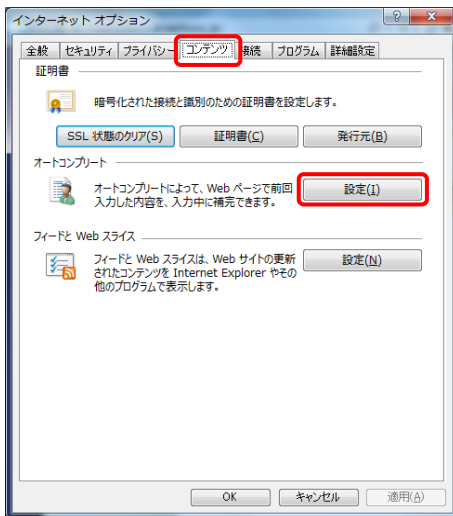 インターネット オプション
全般 セキュリティ プライバシー コンテンツ 接続 プログラム 詳細設定
証明書
暗号化された接続と識別のための証明書を設定します。
SSL 状態のクリア(S) 証明書(C) 発行元(B)
オートコンプリート
オートコンプリートによって、Web ページで前回
入力した内容を、入力中に補完できます。
設定(I)
フィードと Web スライス
フィードと Web スライスは、Web サイトの更新
されたコンテンツを Internet Explorer やその
他のプログラムで表示します。
設定(N)
OK キャンセル 適用(A)